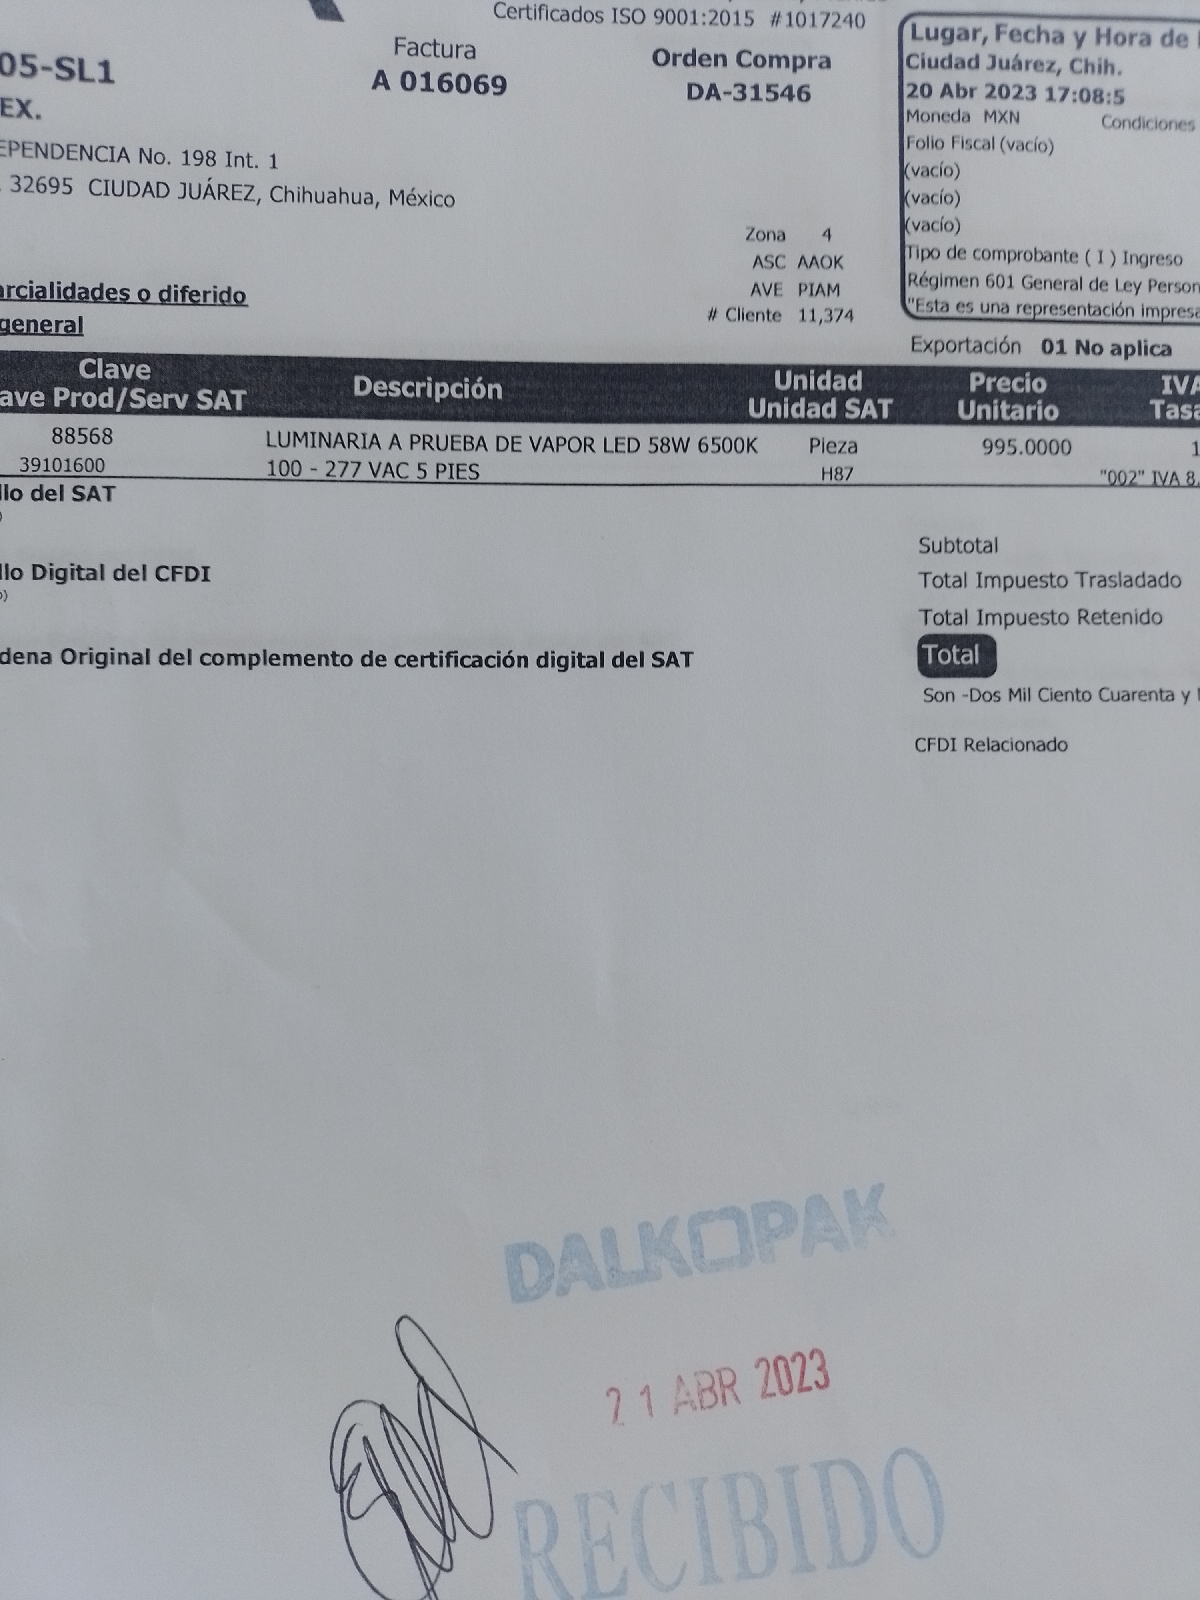 Certificados ISO 9001:2015 #1017240
05-SL1
Factura
A 016069
Orden Compra
DA-31546
Lugar, Fecha y Hora de
Ciudad Juárez, Chih.
20 Abr 2023 17:08:5
Moneda MXN Condiciones
Folio Fiscal (vacío)
(vacío)
(vacío)
(vacío)
Tipo de comprobante ( I ) Ingreso
Régimen 601 General de Ley Person
"Esta es una representación impresa
EX.
EPENDENCIA No. 198 Int. 1
32695 CIUDAD JUÁREZ, Chihuahua, México
Zona 4
ASC AAOK
AVE PIAM
# Cliente 11,374
arcialidades o diferido
general
Exportación 01 No aplica
Clave Descripción Unidad Precio IVA
ave Prod/Serv SAT Unidad SAT Unitario Tasa
88568 LUMINARIA A PRUEBA DE VAPOR LED 58W 6500K Pieza 995.0000 1
39101600 100 - 277 VAC 5 PIES H87 "002" IVA 8.
llo del SAT
Subtotal
llo Digital del CFDI
Total Impuesto Trasladado
Total Impuesto Retenido
dena Original del complemento de certificación digital del SAT
Total
Son -Dos Mil Ciento Cuarenta y
CFDI Relacionado
DALKOPAK
21 ABR 2023
RECIBIDO